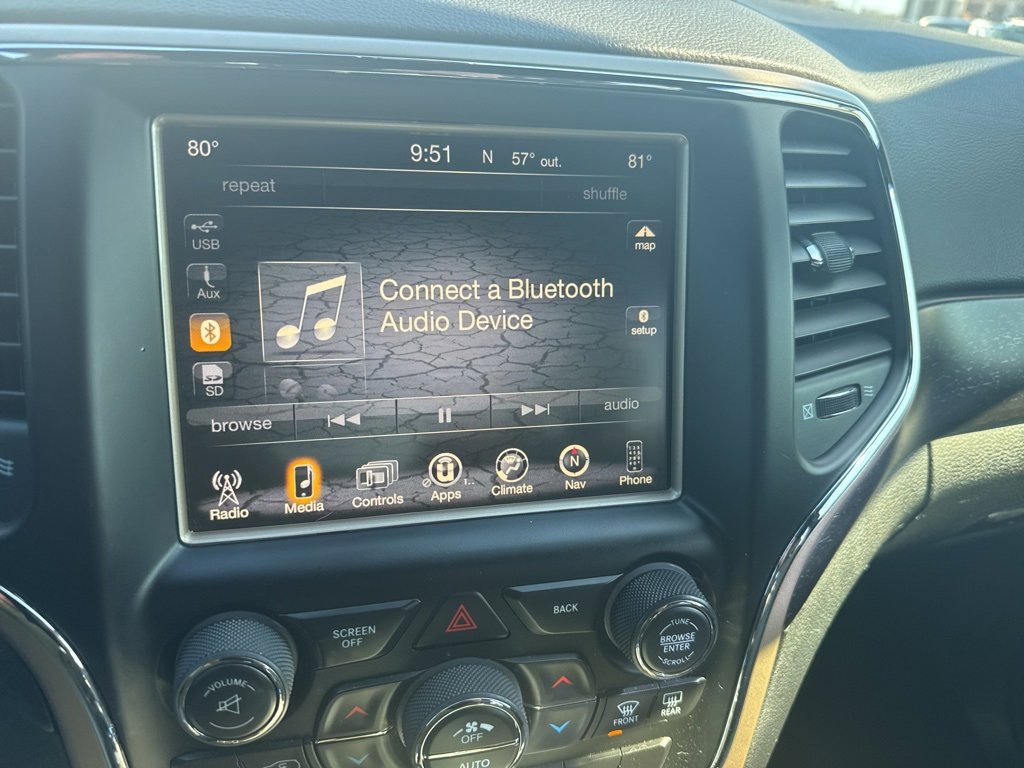 80°
9:51 N 57° out.
81°
repeat
shuffle
USB
Aux
SD
map
setup
Connect a Bluetooth
Audio Device
browse
audio
Radio
Media
Controls
1..
Apps
Climate
N
Nav
Phone
SCREEN
OFF
BACK
VOLUME
TUNE
BROWSE
ENTER
SCROLL
OFF
AUTO
FRONT
REAR